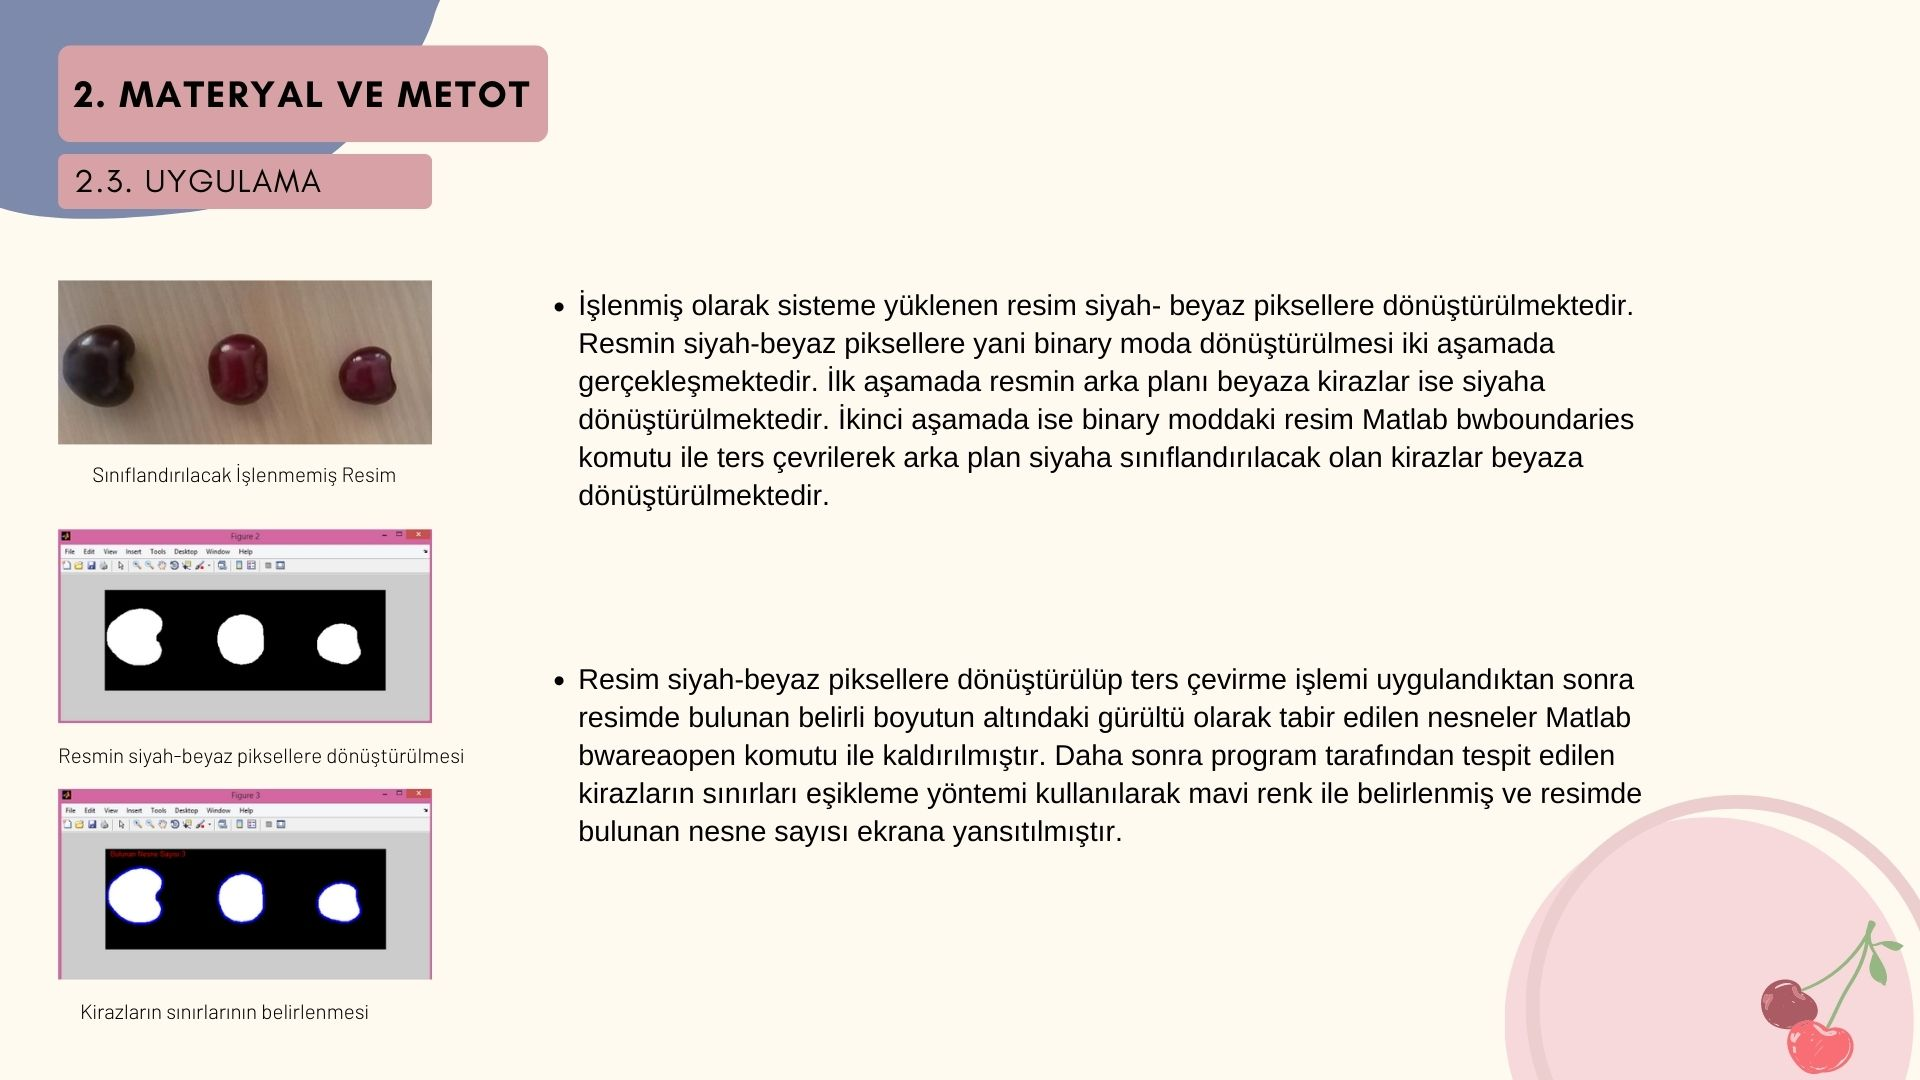 2. MATERYAL VE METOT
2.3. UYGULAMA
Sınıflandırılacak İşlenmemiş Resim
Figure 2
File Edit View Insert Tools Desktop Window Help
Resmin siyah-beyaz piksellere dönüştürülmesi
Figure 3
File Edit View Insert Tools Desktop Window Help
Bulunan Nesne Sayısı:3
Kirazların sınırlarının belirlenmesi
• İşlenmiş olarak sisteme yüklenen resim siyah- beyaz piksellere dönüştürülmektedir.
Resmin siyah-beyaz piksellere yani binary moda dönüştürülmesi iki aşamada
gerçekleşmektedir. İlk aşamada resmin arka planı beyaza kirazlar ise siyaha
dönüştürülmektedir. İkinci aşamada ise binary moddaki resim Matlab bwboundaries
komutu ile ters çevrilerek arka plan siyaha sınıflandırılacak olan kirazlar beyaza
dönüştürülmektedir.
• Resim siyah-beyaz piksellere dönüştürülüp ters çevirme işlemi uygulandıktan sonra
resimde bulunan belirli boyutun altındaki gürültü olarak tabir edilen nesneler Matlab
bwareaopen komutu ile kaldırılmıştır. Daha sonra program tarafından tespit edilen
kirazların sınırları eşikleme yöntemi kullanılarak mavi renk ile belirlenmiş ve resimde
bulunan nesne sayısı ekrana yansıtılmıştır.